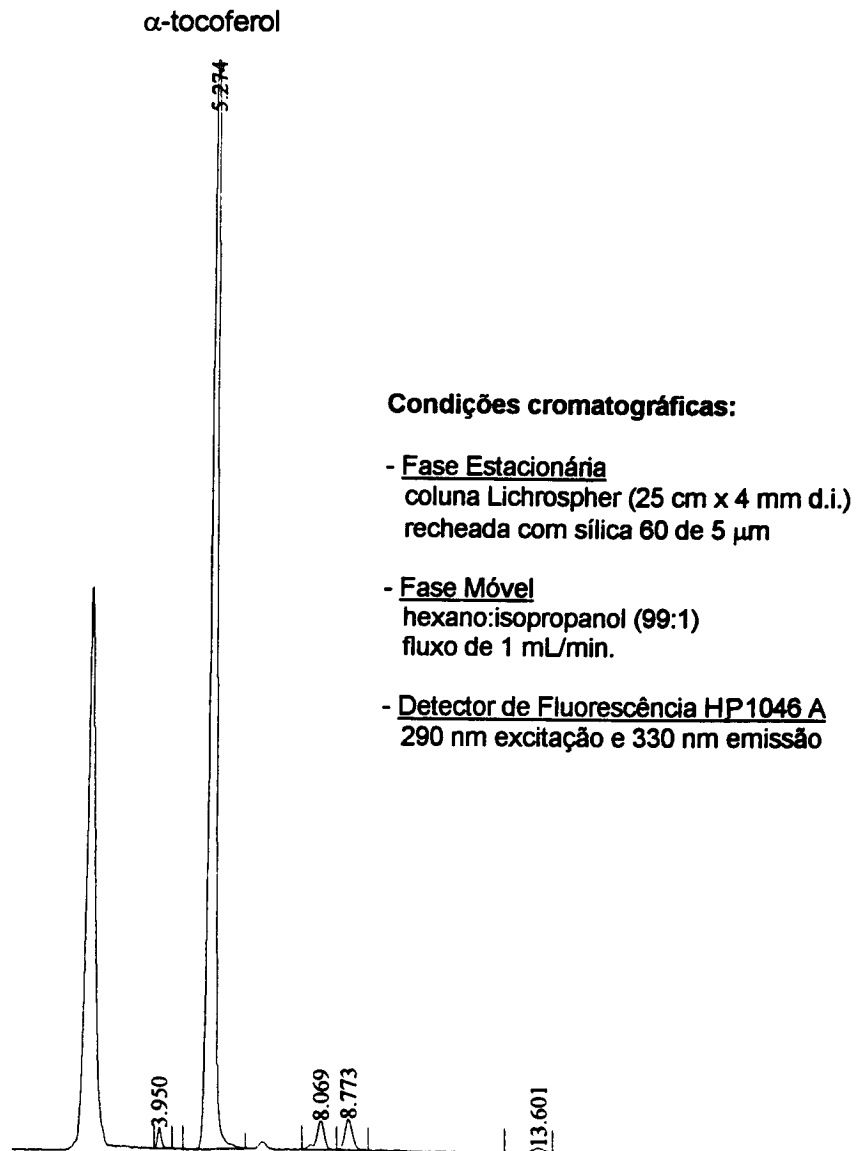 α-tocoferol
5.274
Condições cromatográficas:
- Fase Estacionária
coluna Lichrospher (25 cm x 4 mm d.i.)
recheada com sílica 60 de 5 μm
- Fase Móvel
hexano:isopropanol (99:1)
fluxo de 1 mL/min.
- Detector de Fluorescência HP1046 A
290 nm excitação e 330 nm emissão
3.950
8.069
8.773
13.601